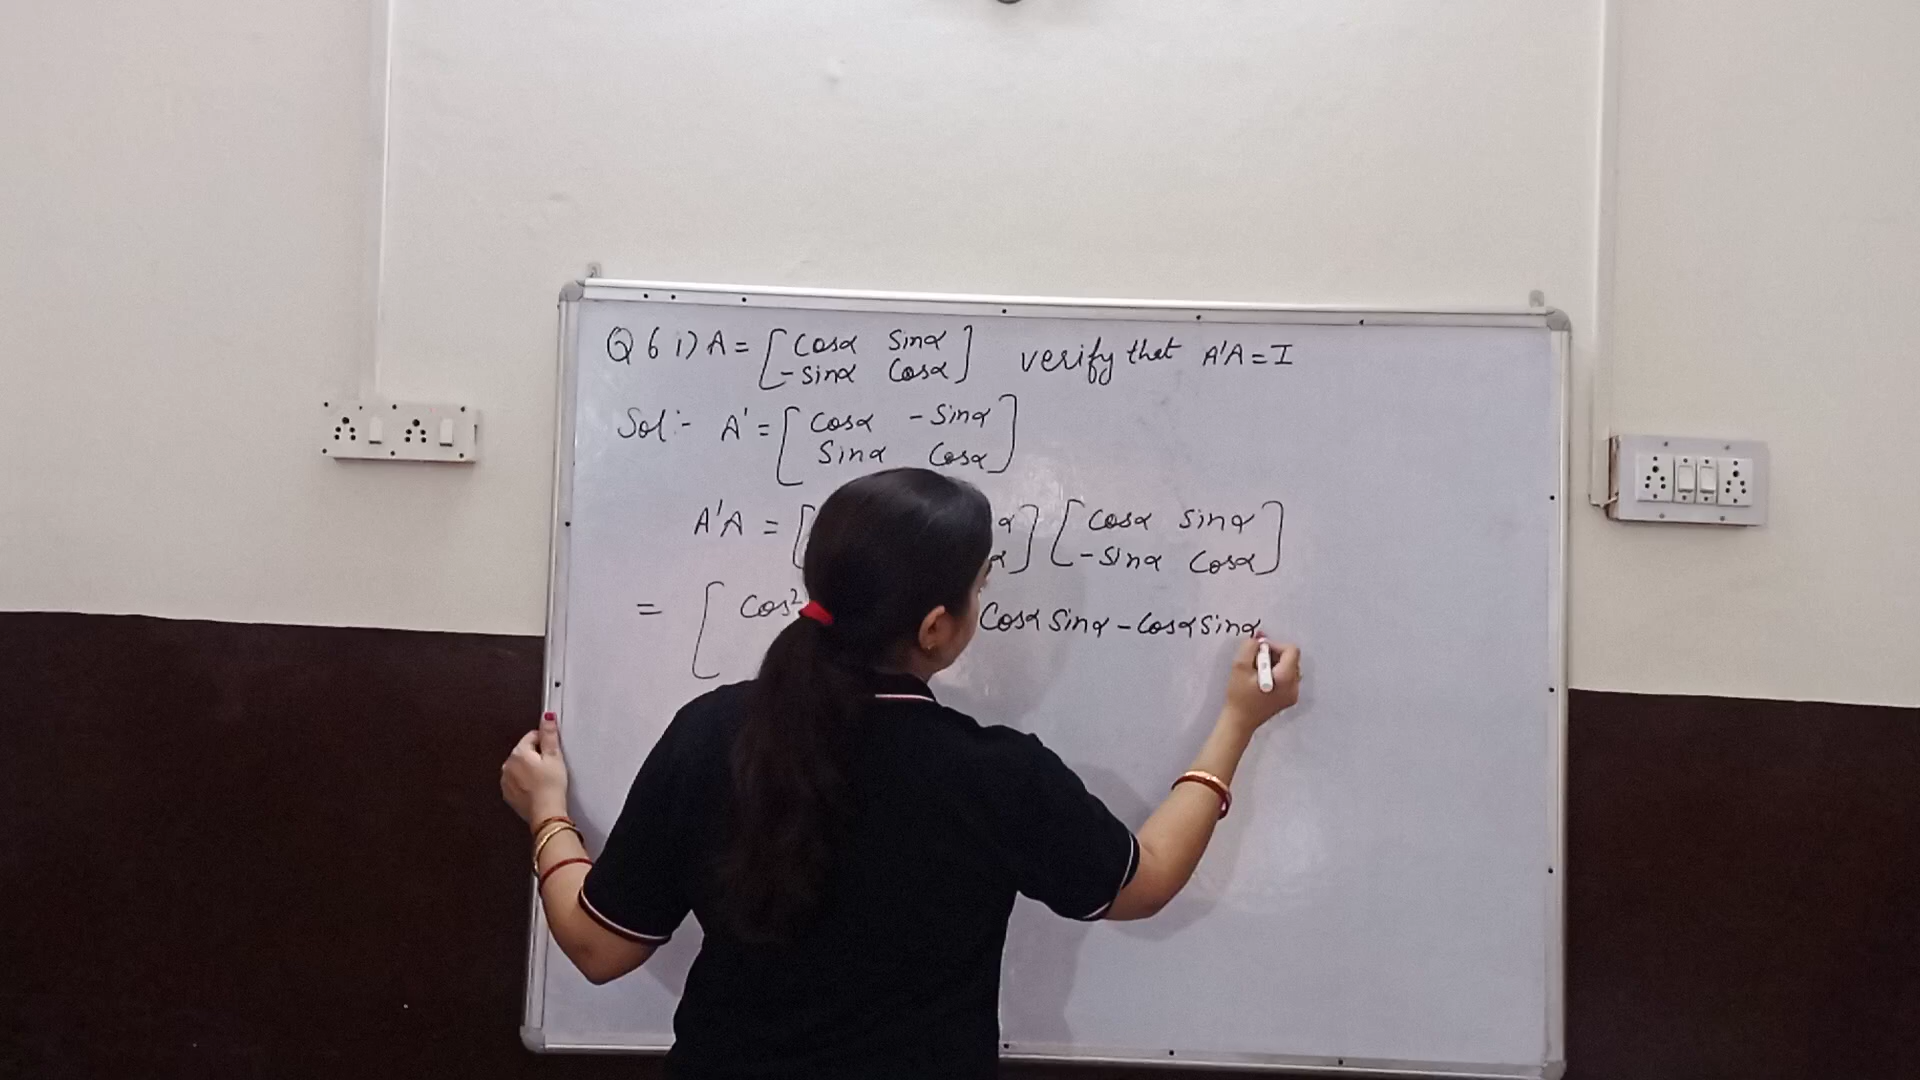 Q 6 i) A = [ Cosα Sinα
-Sinα Cosα ] verify that A'A = I
Sol:- A' = [ Cosα - Sinα
Sinα Cosα ]
A'A = [ α ] [ Cosα Sinα
α -Sinα Cosα ]
= [ Cos² Cosα Sinα - Cosα Sinα